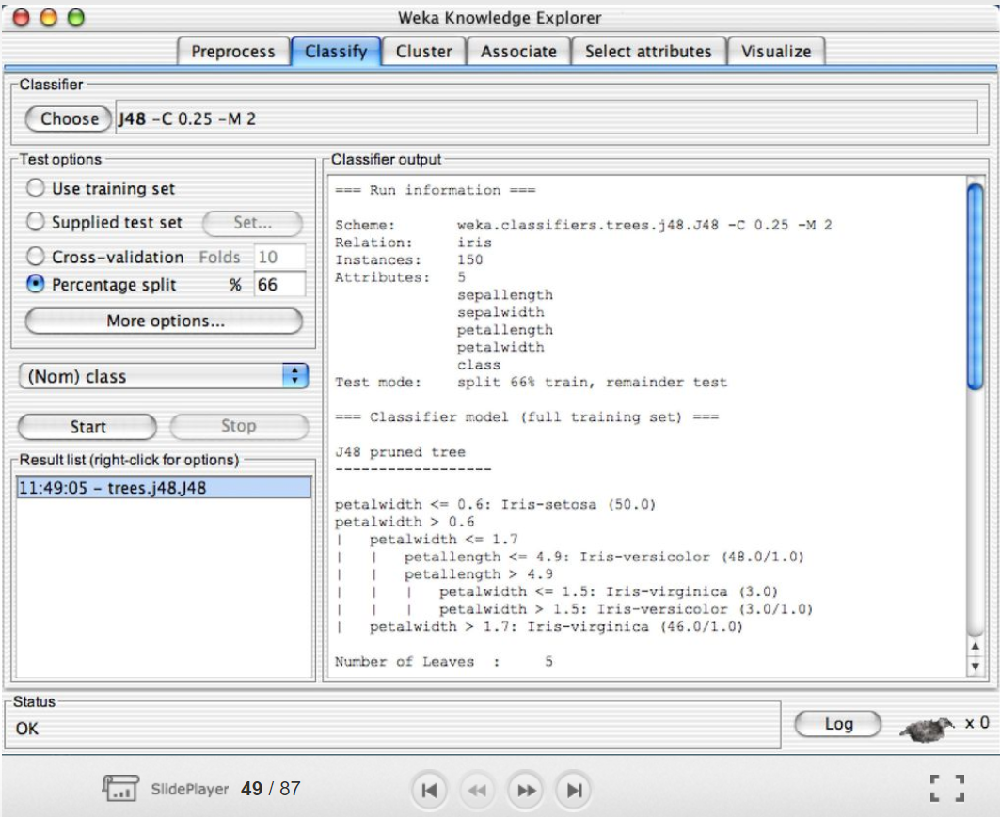 Weka Knowledge Explorer
Preprocess Classify Cluster Associate Select attributes Visualize
Classifier
Choose J48 -C 0.25 -M 2
Test options
Use training set
Supplied test set Set...
Cross-validation Folds 10
Percentage split % 66
More options...
(Nom) class
Start Stop
Result list (right-click for options)
11:49:05 - trees.j48.J48
Classifier output
=== Run information ===
Scheme: weka.classifiers.trees.j48.J48 -C 0.25 -M 2
Relation: iris
Instances: 150
Attributes: 5
sepallength
sepalwidth
petallength
petalwidth
class
Test mode: split 66% train, remainder test
=== Classifier model (full training set) ===
J48 pruned tree
------------------
petalwidth <= 0.6: Iris-setosa (50.0)
petalwidth > 0.6
|   petalwidth <= 1.7
|   |   petallength <= 4.9: Iris-versicolor (48.0/1.0)
|   |   petallength > 4.9
|   |   |   petalwidth <= 1.5: Iris-virginica (3.0)
|   |   |   petalwidth > 1.5: Iris-versicolor (3.0/1.0)
|   petalwidth > 1.7: Iris-virginica (46.0/1.0)
Number of Leaves  : 5
Status
OK
Log x 0
SlidePlayer 49 / 87